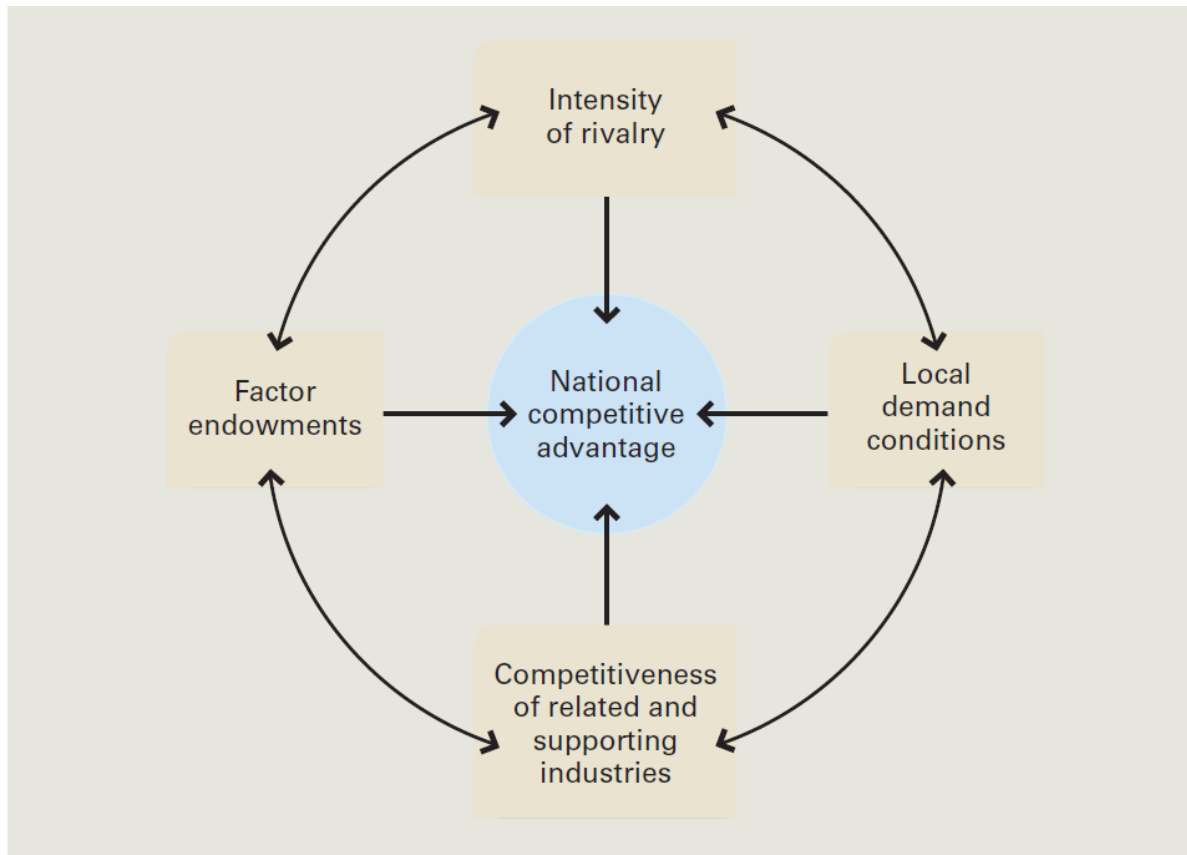 Intensity
of rivalry
Factor
endowments
National
competitive
advantage
Local
demand
conditions
Competitiveness
of related and
supporting
industries